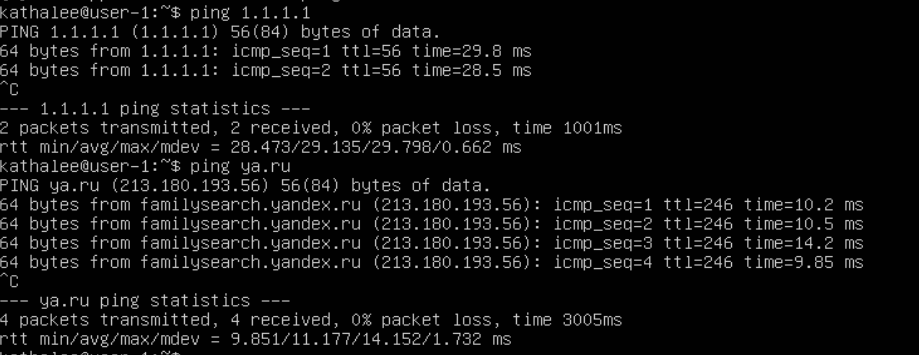 kathalee@user-1:~$ ping 1.1.1.1
PING 1.1.1.1 (1.1.1.1) 56(84) bytes of data.
64 bytes from 1.1.1.1: icmp_seq=1 ttl=56 time=29.8 ms
64 bytes from 1.1.1.1: icmp_seq=2 ttl=56 time=28.5 ms
^C
--- 1.1.1.1 ping statistics ---
2 packets transmitted, 2 received, 0% packet loss, time 1001ms
rtt min/avg/max/mdev = 28.473/29.135/29.798/0.662 ms
kathalee@user-1:~$ ping ya.ru
PING ya.ru (213.180.193.56) 56(84) bytes of data.
64 bytes from familysearch.yandex.ru (213.180.193.56): icmp_seq=1 ttl=246 time=10.2 ms
64 bytes from familysearch.yandex.ru (213.180.193.56): icmp_seq=2 ttl=246 time=10.5 ms
64 bytes from familysearch.yandex.ru (213.180.193.56): icmp_seq=3 ttl=246 time=14.2 ms
64 bytes from familysearch.yandex.ru (213.180.193.56): icmp_seq=4 ttl=246 time=9.85 ms
^C
--- ya.ru ping statistics ---
4 packets transmitted, 4 received, 0% packet loss, time 3005ms
rtt min/avg/max/mdev = 9.851/11.177/14.152/1.732 ms